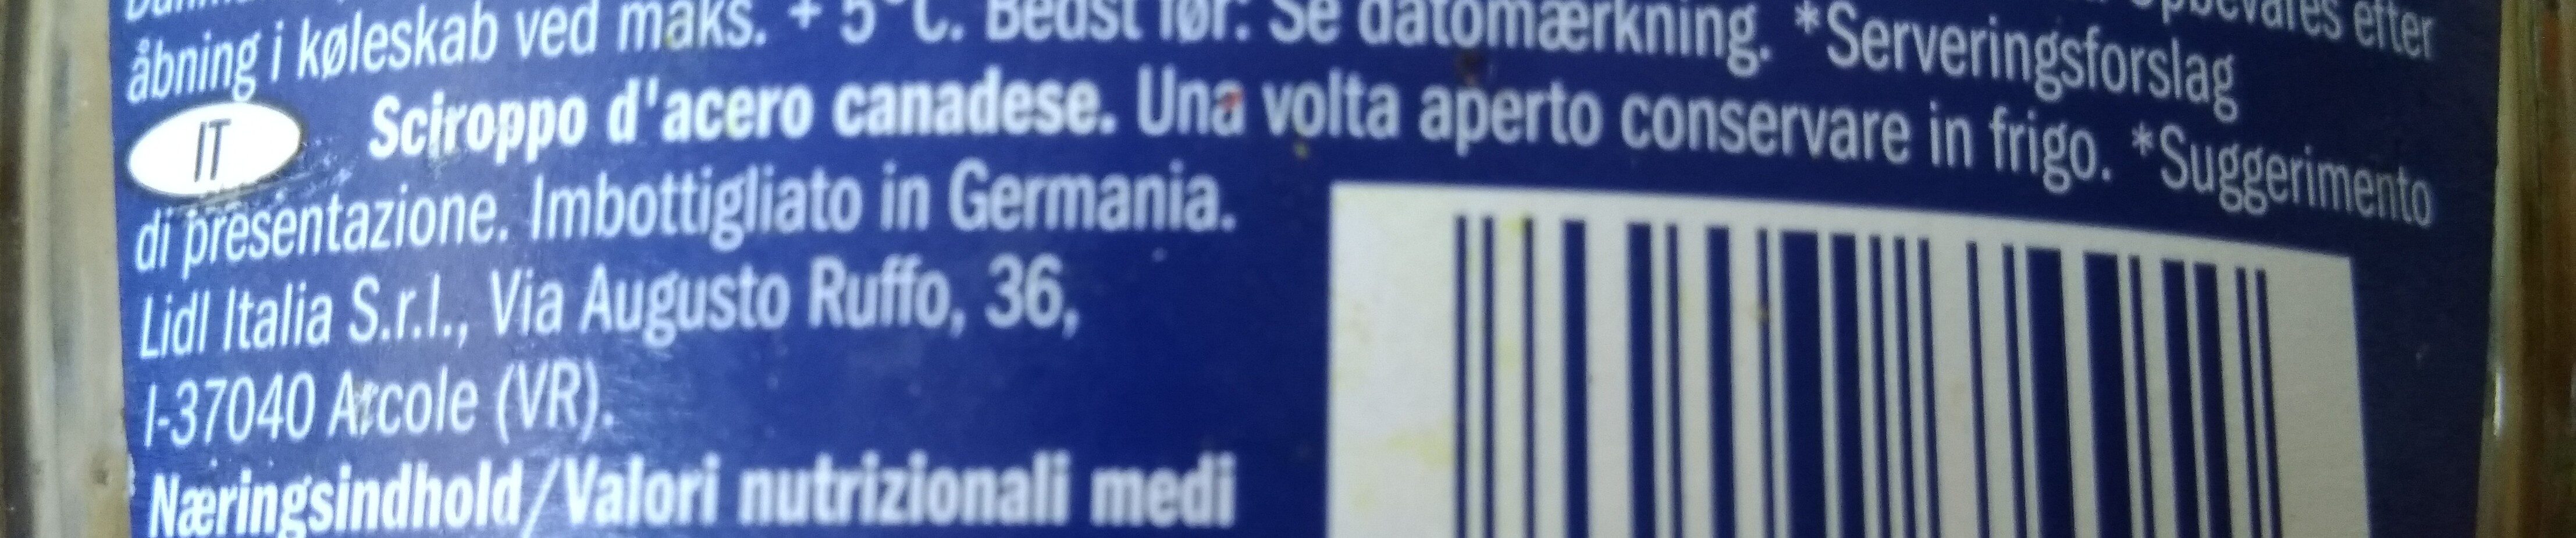 åbning i køleskab ved maks. + 5°C. Bedst før: Se datomærkning. *Serveringsforslag
IT Sciroppo d'acero canadese. Una volta aperto conservare in frigo. *Suggerimento
di presentazione. Imbottigliato in Germania.
Lidl Italia S.r.l., Via Augusto Ruffo, 36,
I-37040 Arcole (VR).
Næringsindhold/Valori nutrizionali medi